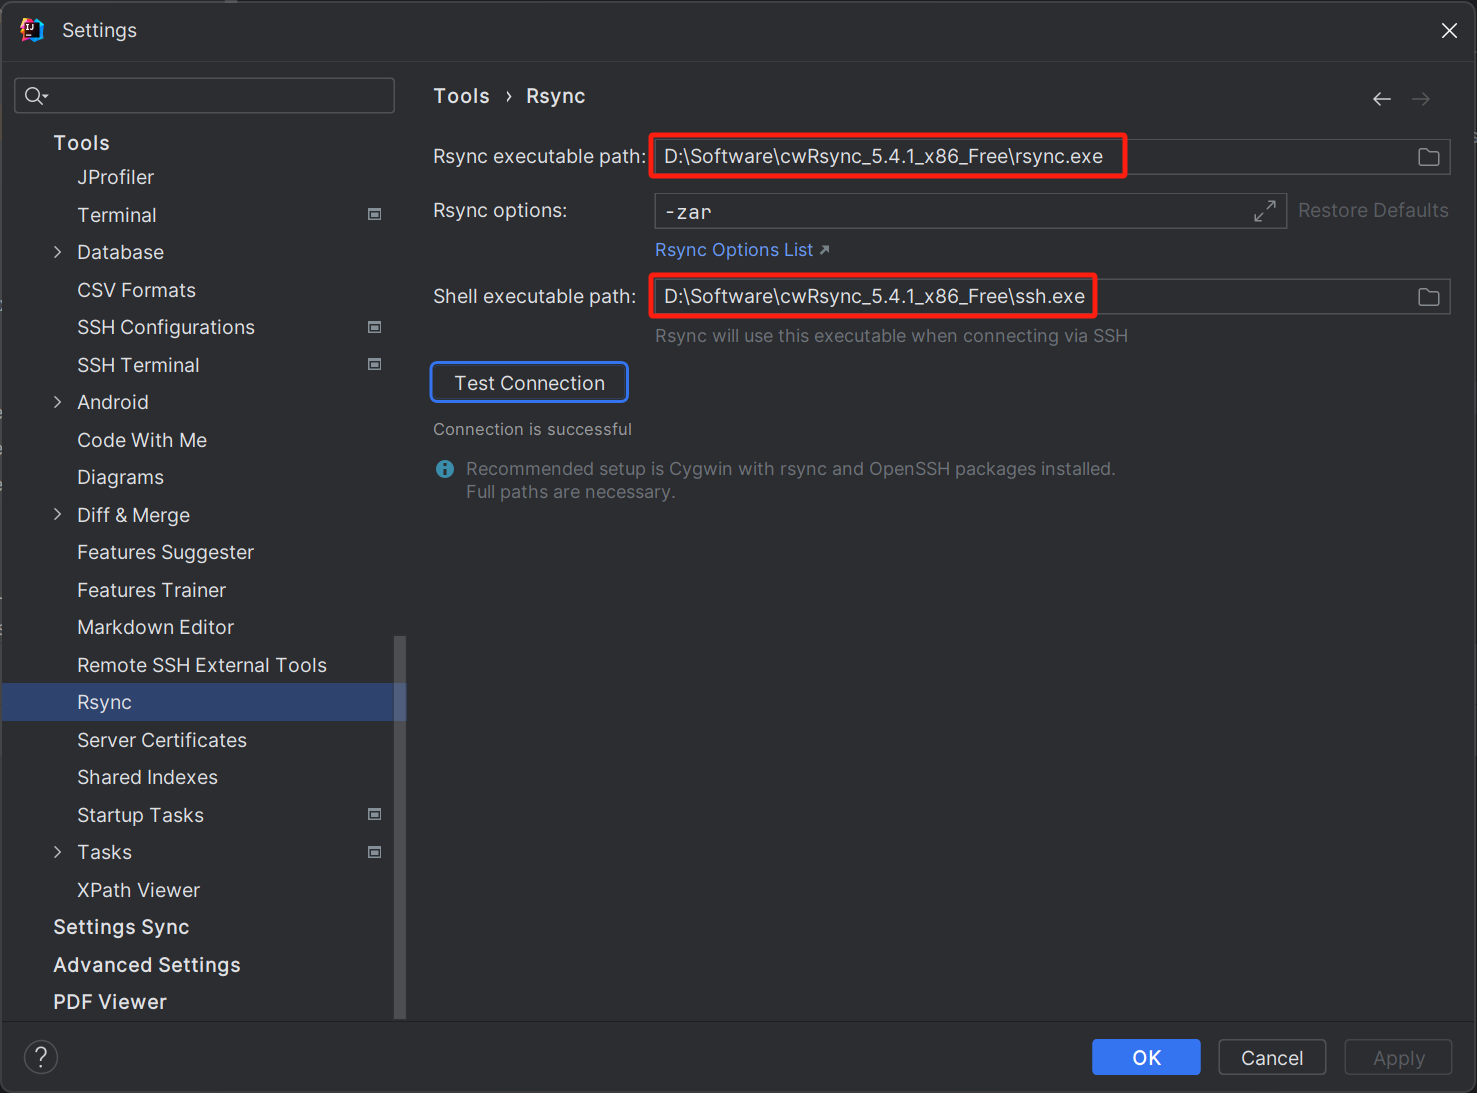 Settings
Tools › Rsync
Tools
JProfiler
Terminal
Database
CSV Formats
SSH Configurations
SSH Terminal
Android
Code With Me
Diagrams
Diff & Merge
Features Suggester
Features Trainer
Markdown Editor
Remote SSH External Tools
Rsync
Server Certificates
Shared Indexes
Startup Tasks
Tasks
XPath Viewer
Settings Sync
Advanced Settings
PDF Viewer
Rsync executable path: D:\Software\cwRsync_5.4.1_x86_Free\rsync.exe
Rsync options: -zar Restore Defaults
Rsync Options List
Shell executable path: D:\Software\cwRsync_5.4.1_x86_Free\ssh.exe
Rsync will use this executable when connecting via SSH
Test Connection
Connection is successful
Recommended setup is Cygwin with rsync and OpenSSH packages installed.
Full paths are necessary.
? OK Cancel Apply